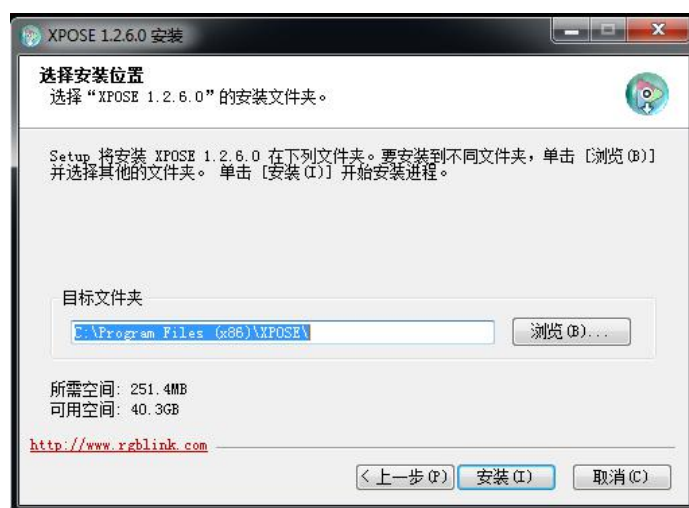 XPOSE 1.2.6.0 安装
选择安装位置
选择“XPOSE 1.2.6.0”的安装文件夹。
Setup 将安装 XPOSE 1.2.6.0 在下列文件夹。要安装到不同文件夹，单击 [浏览(B)]
并选择其他的文件夹。 单击 [安装(I)] 开始安装进程。
目标文件夹
C:\Program Files (x86)\XPOSE\
浏览(B)...
所需空间: 251.4MB
可用空间: 40.3GB
http://www.rgblink.com
<上一步(P) 安装(I) 取消(C)